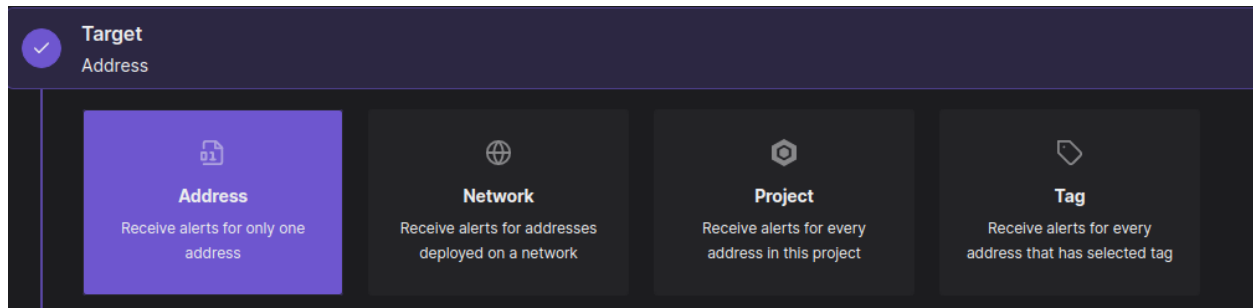 Target
Address
Address
Receive alerts for only one
address
Network
Receive alerts for addresses
deployed on a network
Project
Receive alerts for every
address in this project
Tag
Receive alerts for every
address that has selected tag